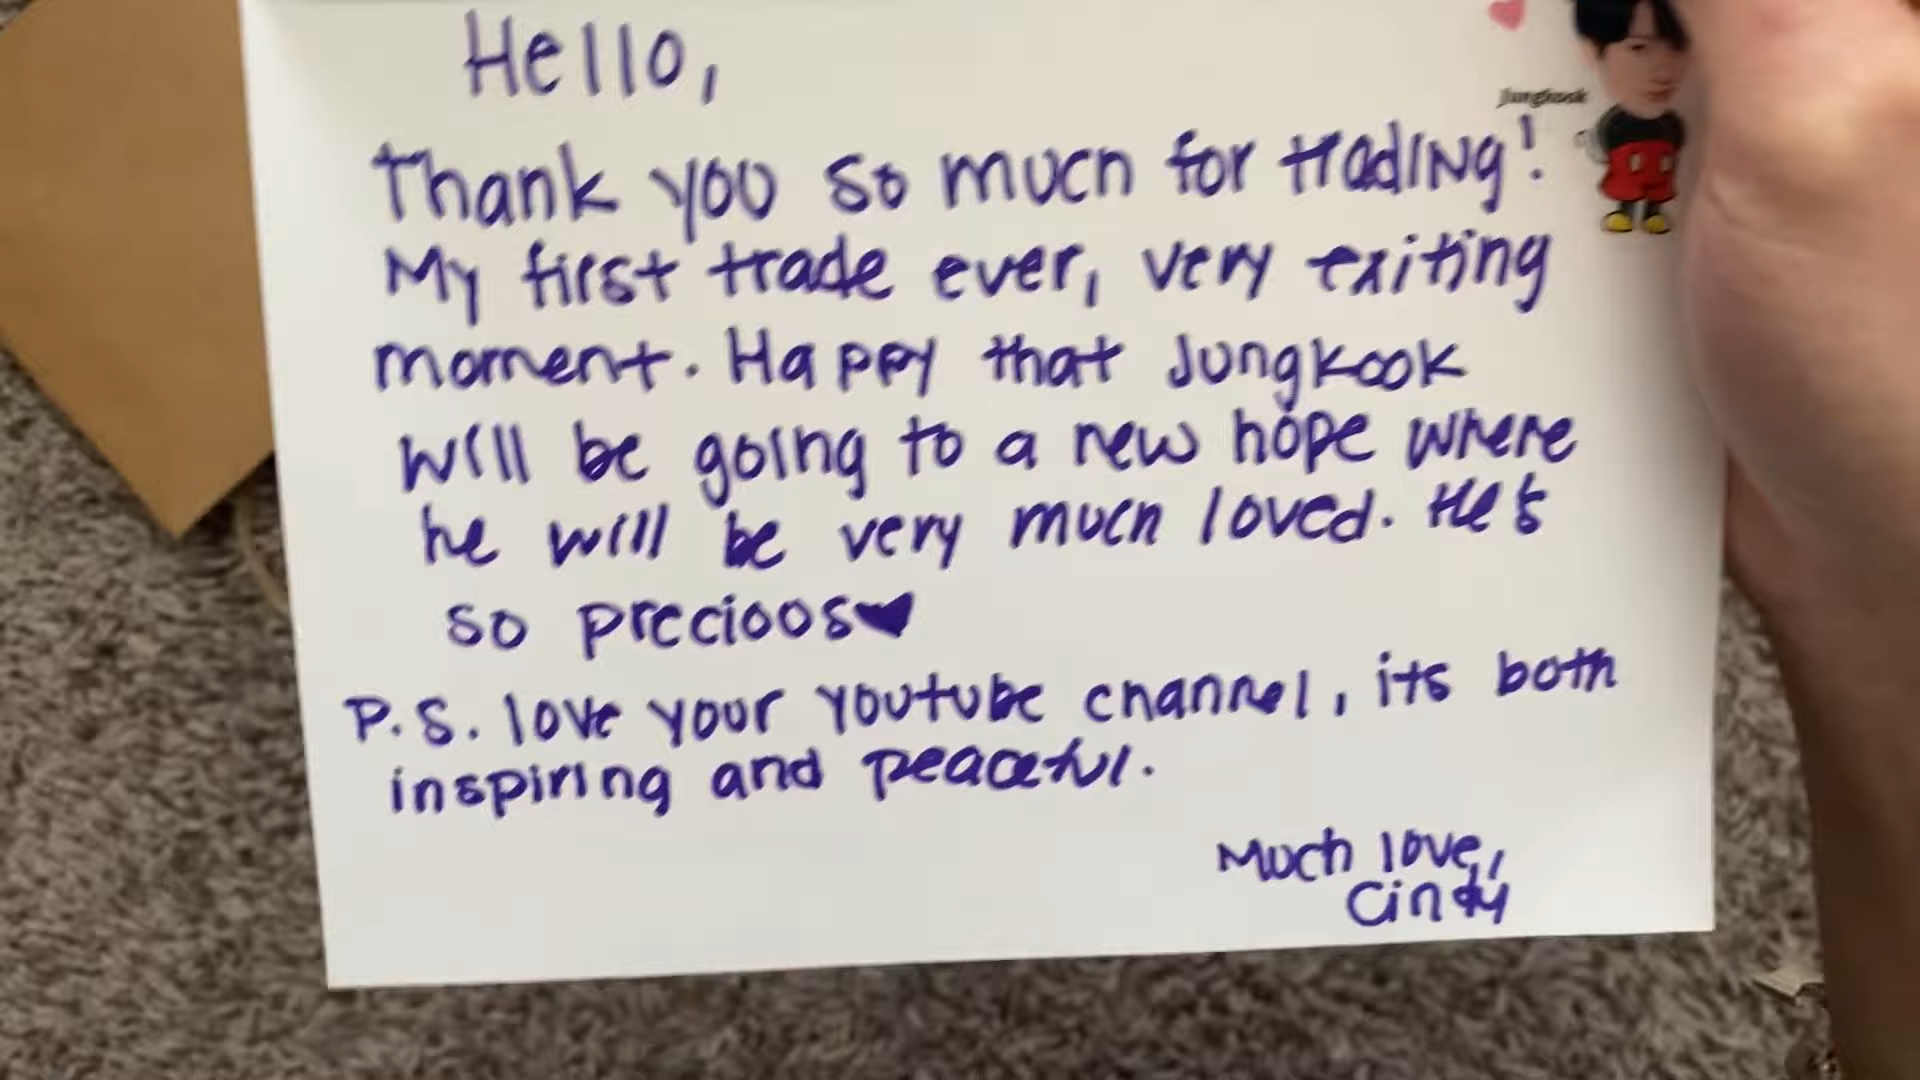 Jungkook
Hello,
Thank you so much for trading!
My first trade ever, very exiting
moment. Happy that Jungkook
will be going to a new hope where
he will be very much loved. He's
so precioos♥
P.S. love your youtube channel, its both
inspiring and peaceful.
Much love,
Cindy